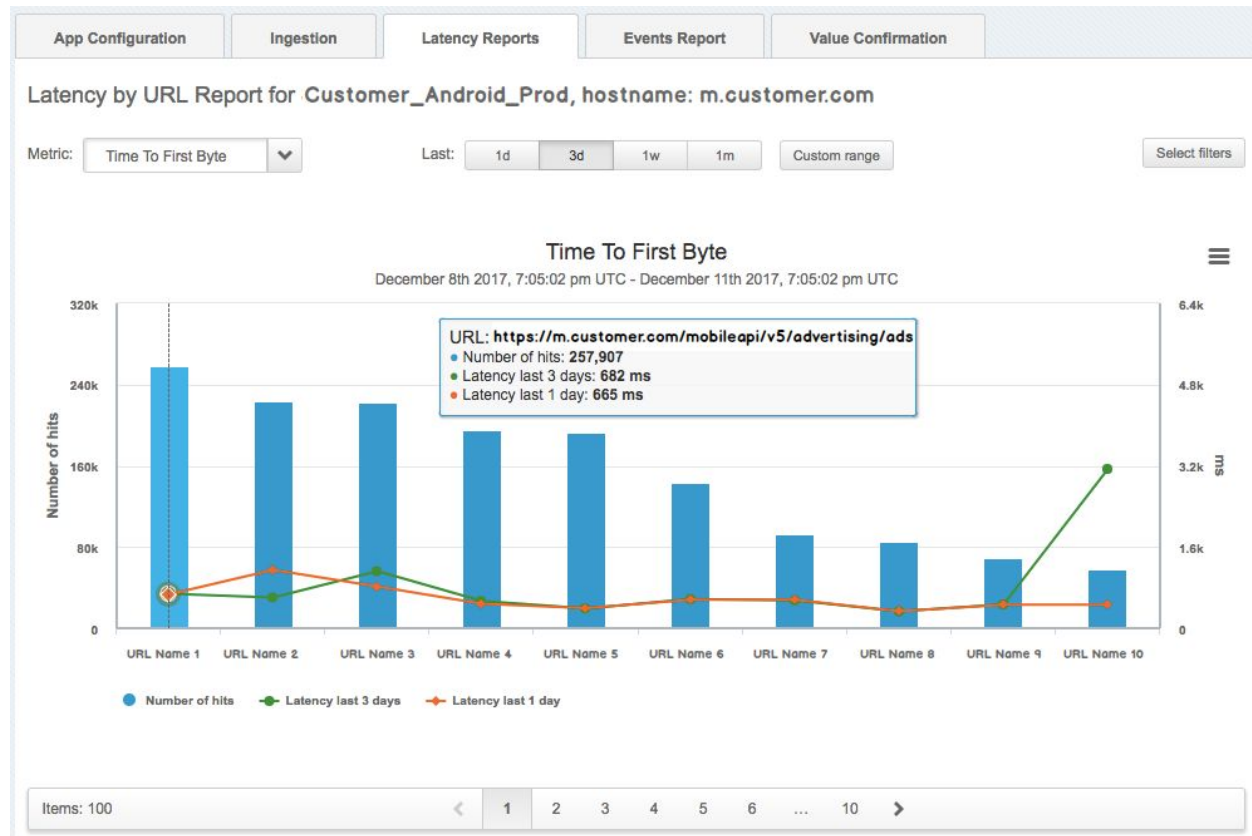 App Configuration Ingestion Latency Reports Events Report Value Confirmation
Latency by URL Report for Customer_Android_Prod, hostname: m.customer.com
Metric: Time To First Byte Last: 1d 3d 1w 1m Custom range Select filters
Time To First Byte
December 8th 2017, 7:05:02 pm UTC - December 11th 2017, 7:05:02 pm UTC
320k 6.4k
URL: https://m.customer.com/mobileapi/v5/advertising/ads
Number of hits: 257,907
Latency last 3 days: 682 ms
Latency last 1 day: 665 ms
240k 4.8k
Number of hits
160k 3.2k
ms
80k 1.6k
0 0
URL Name 1 URL Name 2 URL Name 3 URL Name 4 URL Name 5 URL Name 6 URL Name 7 URL Name 8 URL Name 9 URL Name 10
Number of hits Latency last 3 days Latency last 1 day
Items: 100 < 1 2 3 4 5 6 ... 10 >